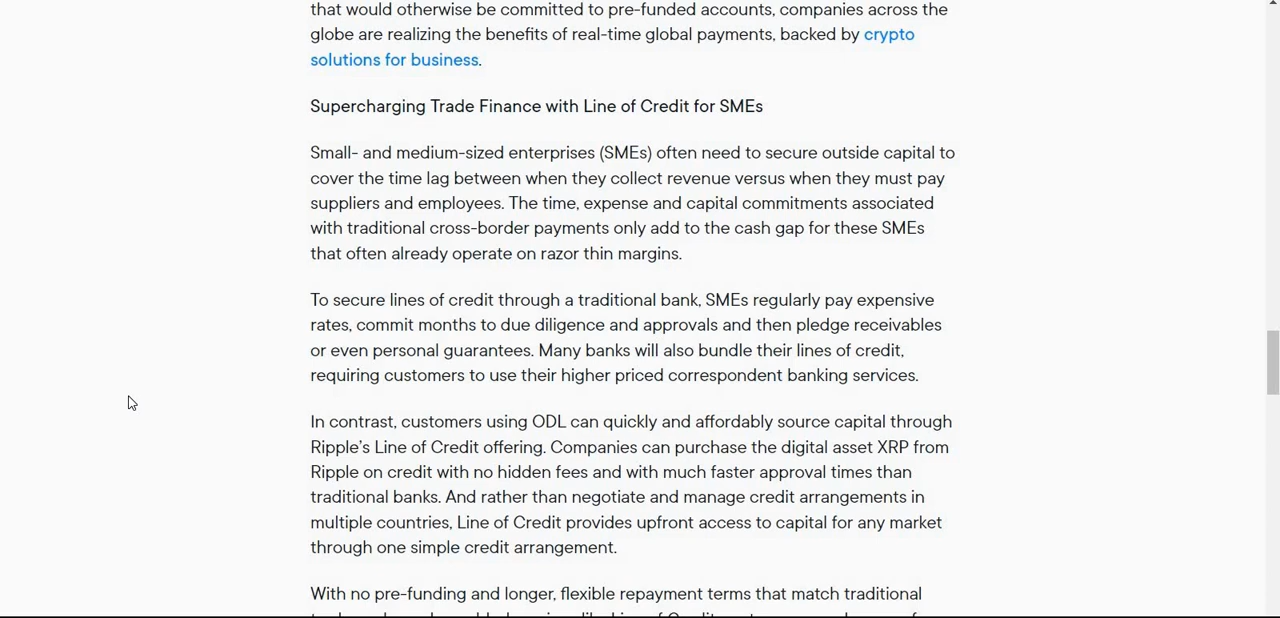 that would otherwise be committed to pre-funded accounts, companies across the
globe are realizing the benefits of real-time global payments, backed by crypto
solutions for business.
Supercharging Trade Finance with Line of Credit for SMEs
Small- and medium-sized enterprises (SMEs) often need to secure outside capital to
cover the time lag between when they collect revenue versus when they must pay
suppliers and employees. The time, expense and capital commitments associated
with traditional cross-border payments only add to the cash gap for these SMEs
that often already operate on razor thin margins.
To secure lines of credit through a traditional bank, SMEs regularly pay expensive
rates, commit months to due diligence and approvals and then pledge receivables
or even personal guarantees. Many banks will also bundle their lines of credit,
requiring customers to use their higher priced correspondent banking services.
In contrast, customers using ODL can quickly and affordably source capital through
Ripple’s Line of Credit offering. Companies can purchase the digital asset XRP from
Ripple on credit with no hidden fees and with much faster approval times than
traditional banks. And rather than negotiate and manage credit arrangements in
multiple countries, Line of Credit provides upfront access to capital for any market
through one simple credit arrangement.
With no pre-funding and longer, flexible repayment terms that match traditional